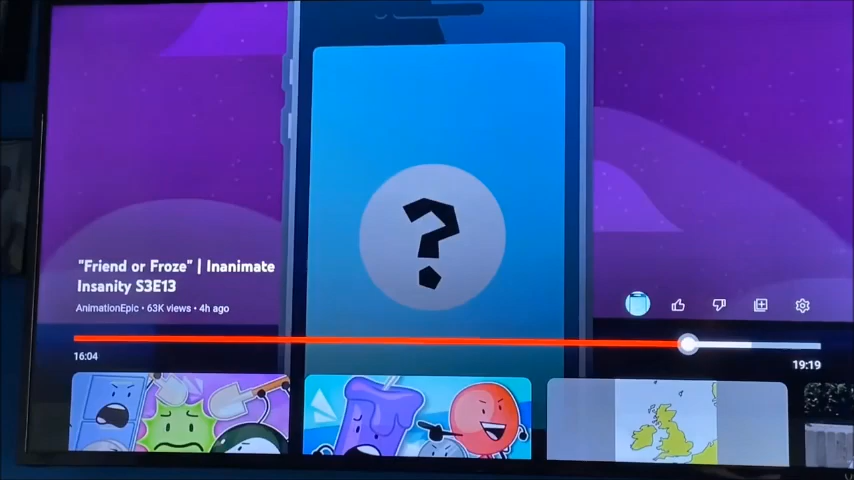 ?
"Friend or Froze" | Inanimate
Insanity S3E13
AnimationEpic • 63K views • 4h ago
16:04
19:19